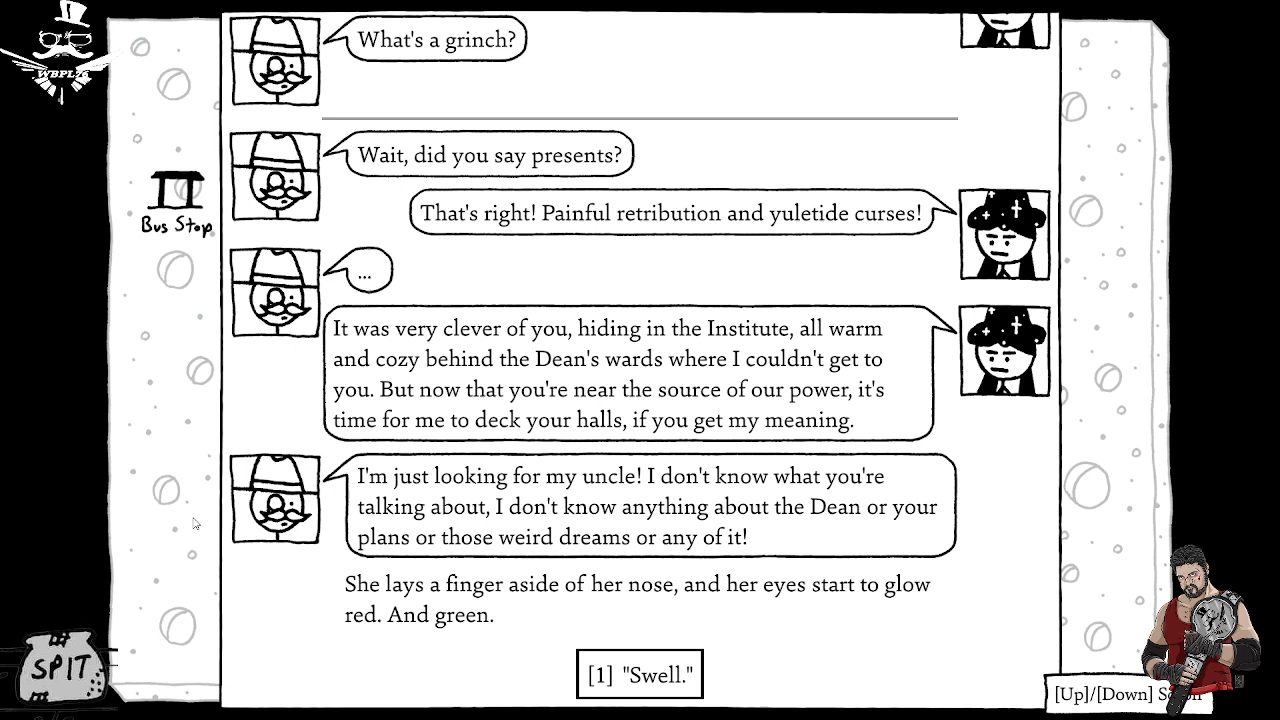 What's a grinch?
WBPL76
Wait, did you say presents?
That's right! Painful retribution and yuletide curses!
Bus Stop
...
It was very clever of you, hiding in the Institute, all warm
and cozy behind the Dean's wards where I couldn't get to
you. But now that you're near the source of our power, it's
time for me to deck your halls, if you get my meaning.
I'm just looking for my uncle! I don't know what you're
talking about, I don't know anything about the Dean or your
plans or those weird dreams or any of it!
She lays a finger aside of her nose, and her eyes start to glow
red. And green.
SPIT
[1] "Swell."
[Up]/[Down]